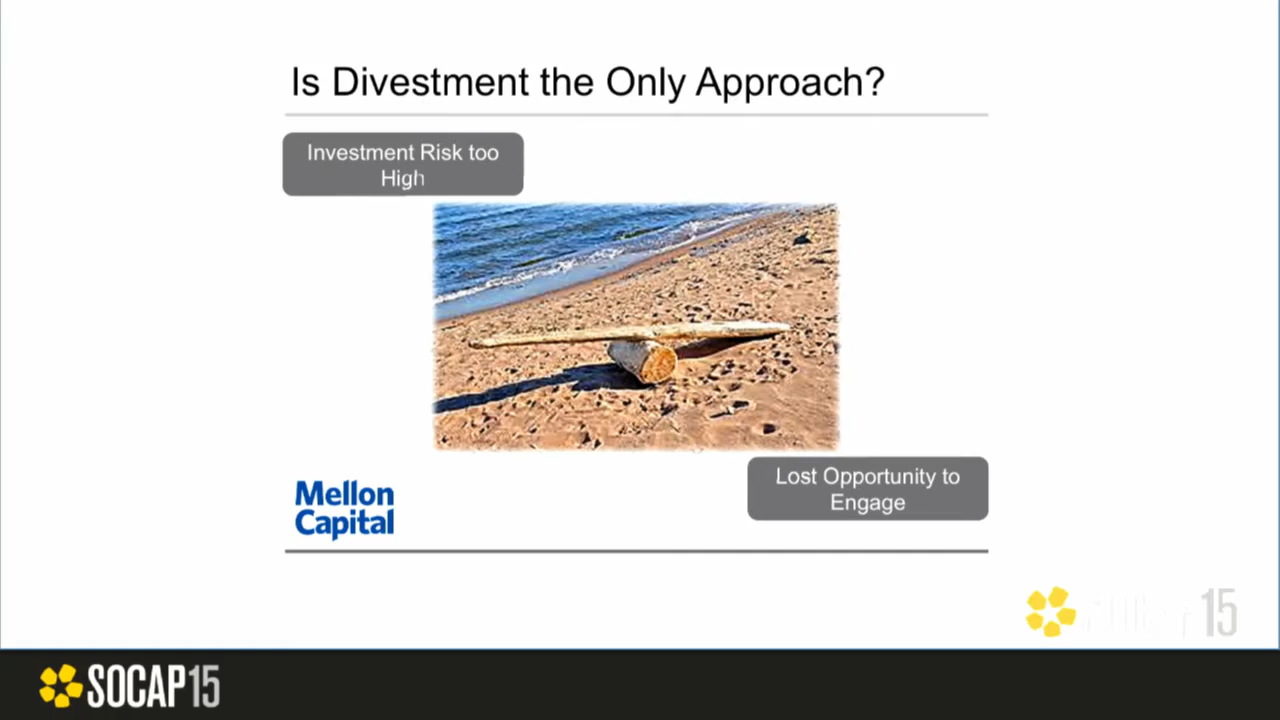 Is Divestment the Only Approach?
Investment Risk too
High
Lost Opportunity to
Engage
Mellon
Capital
15
SOCAP15